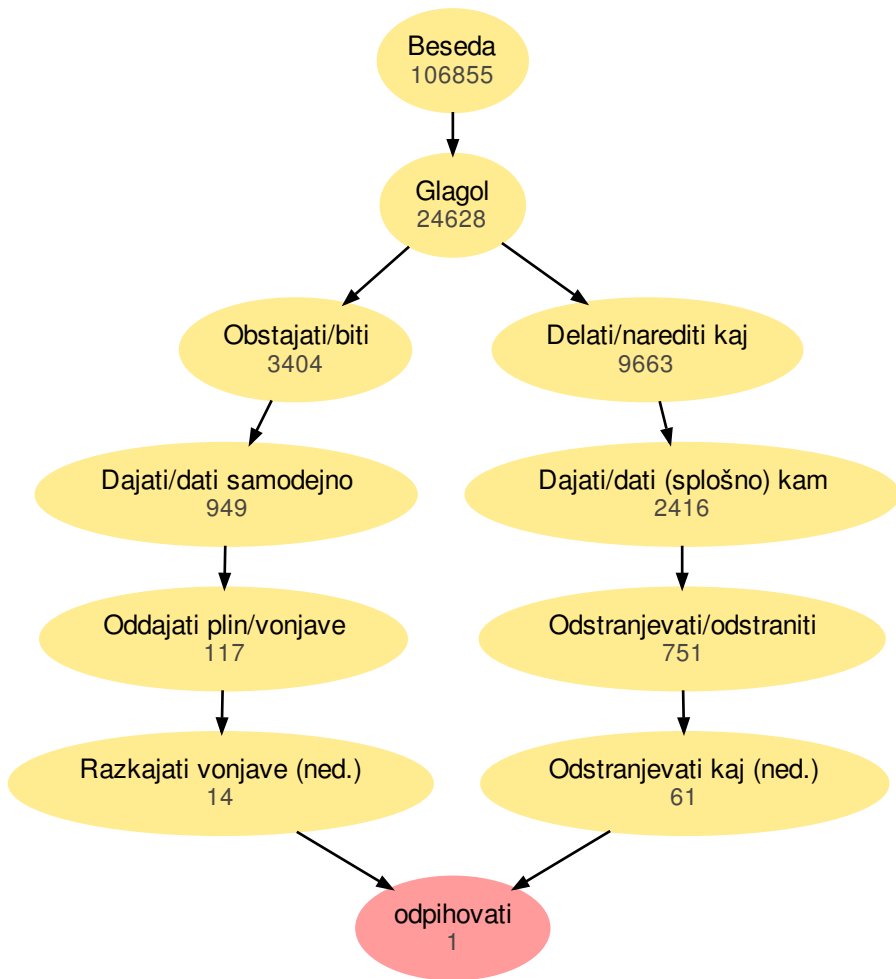 Beseda
106855
Glagol
24628
Obstajati/biti
3404
Delati/narediti kaj
9663
Dajati/dati samodejno
949
Dajati/dati (splošno) kam
2416
Oddajati plin/vonjave
117
Odstranjevati/odstraniti
751
Razkajati vonjave (ned.)
14
Odstranjevati kaj (ned.)
61
odpihovati
1